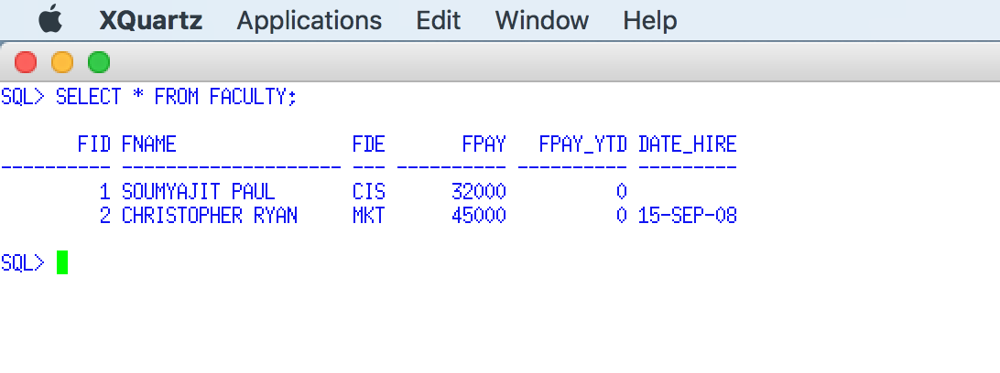 XQuartz Applications Edit Window Help
SQL> SELECT * FROM FACULTY;
       FID FNAME                FDE       FPAY   FPAY_YTD DATE_HIRE
---------- -------------------- --- ---------- ---------- ---------
         1 SOUMYAJIT PAUL       CIS      32000          0
         2 CHRISTOPHER RYAN     MKT      45000          0 15-SEP-08
SQL>